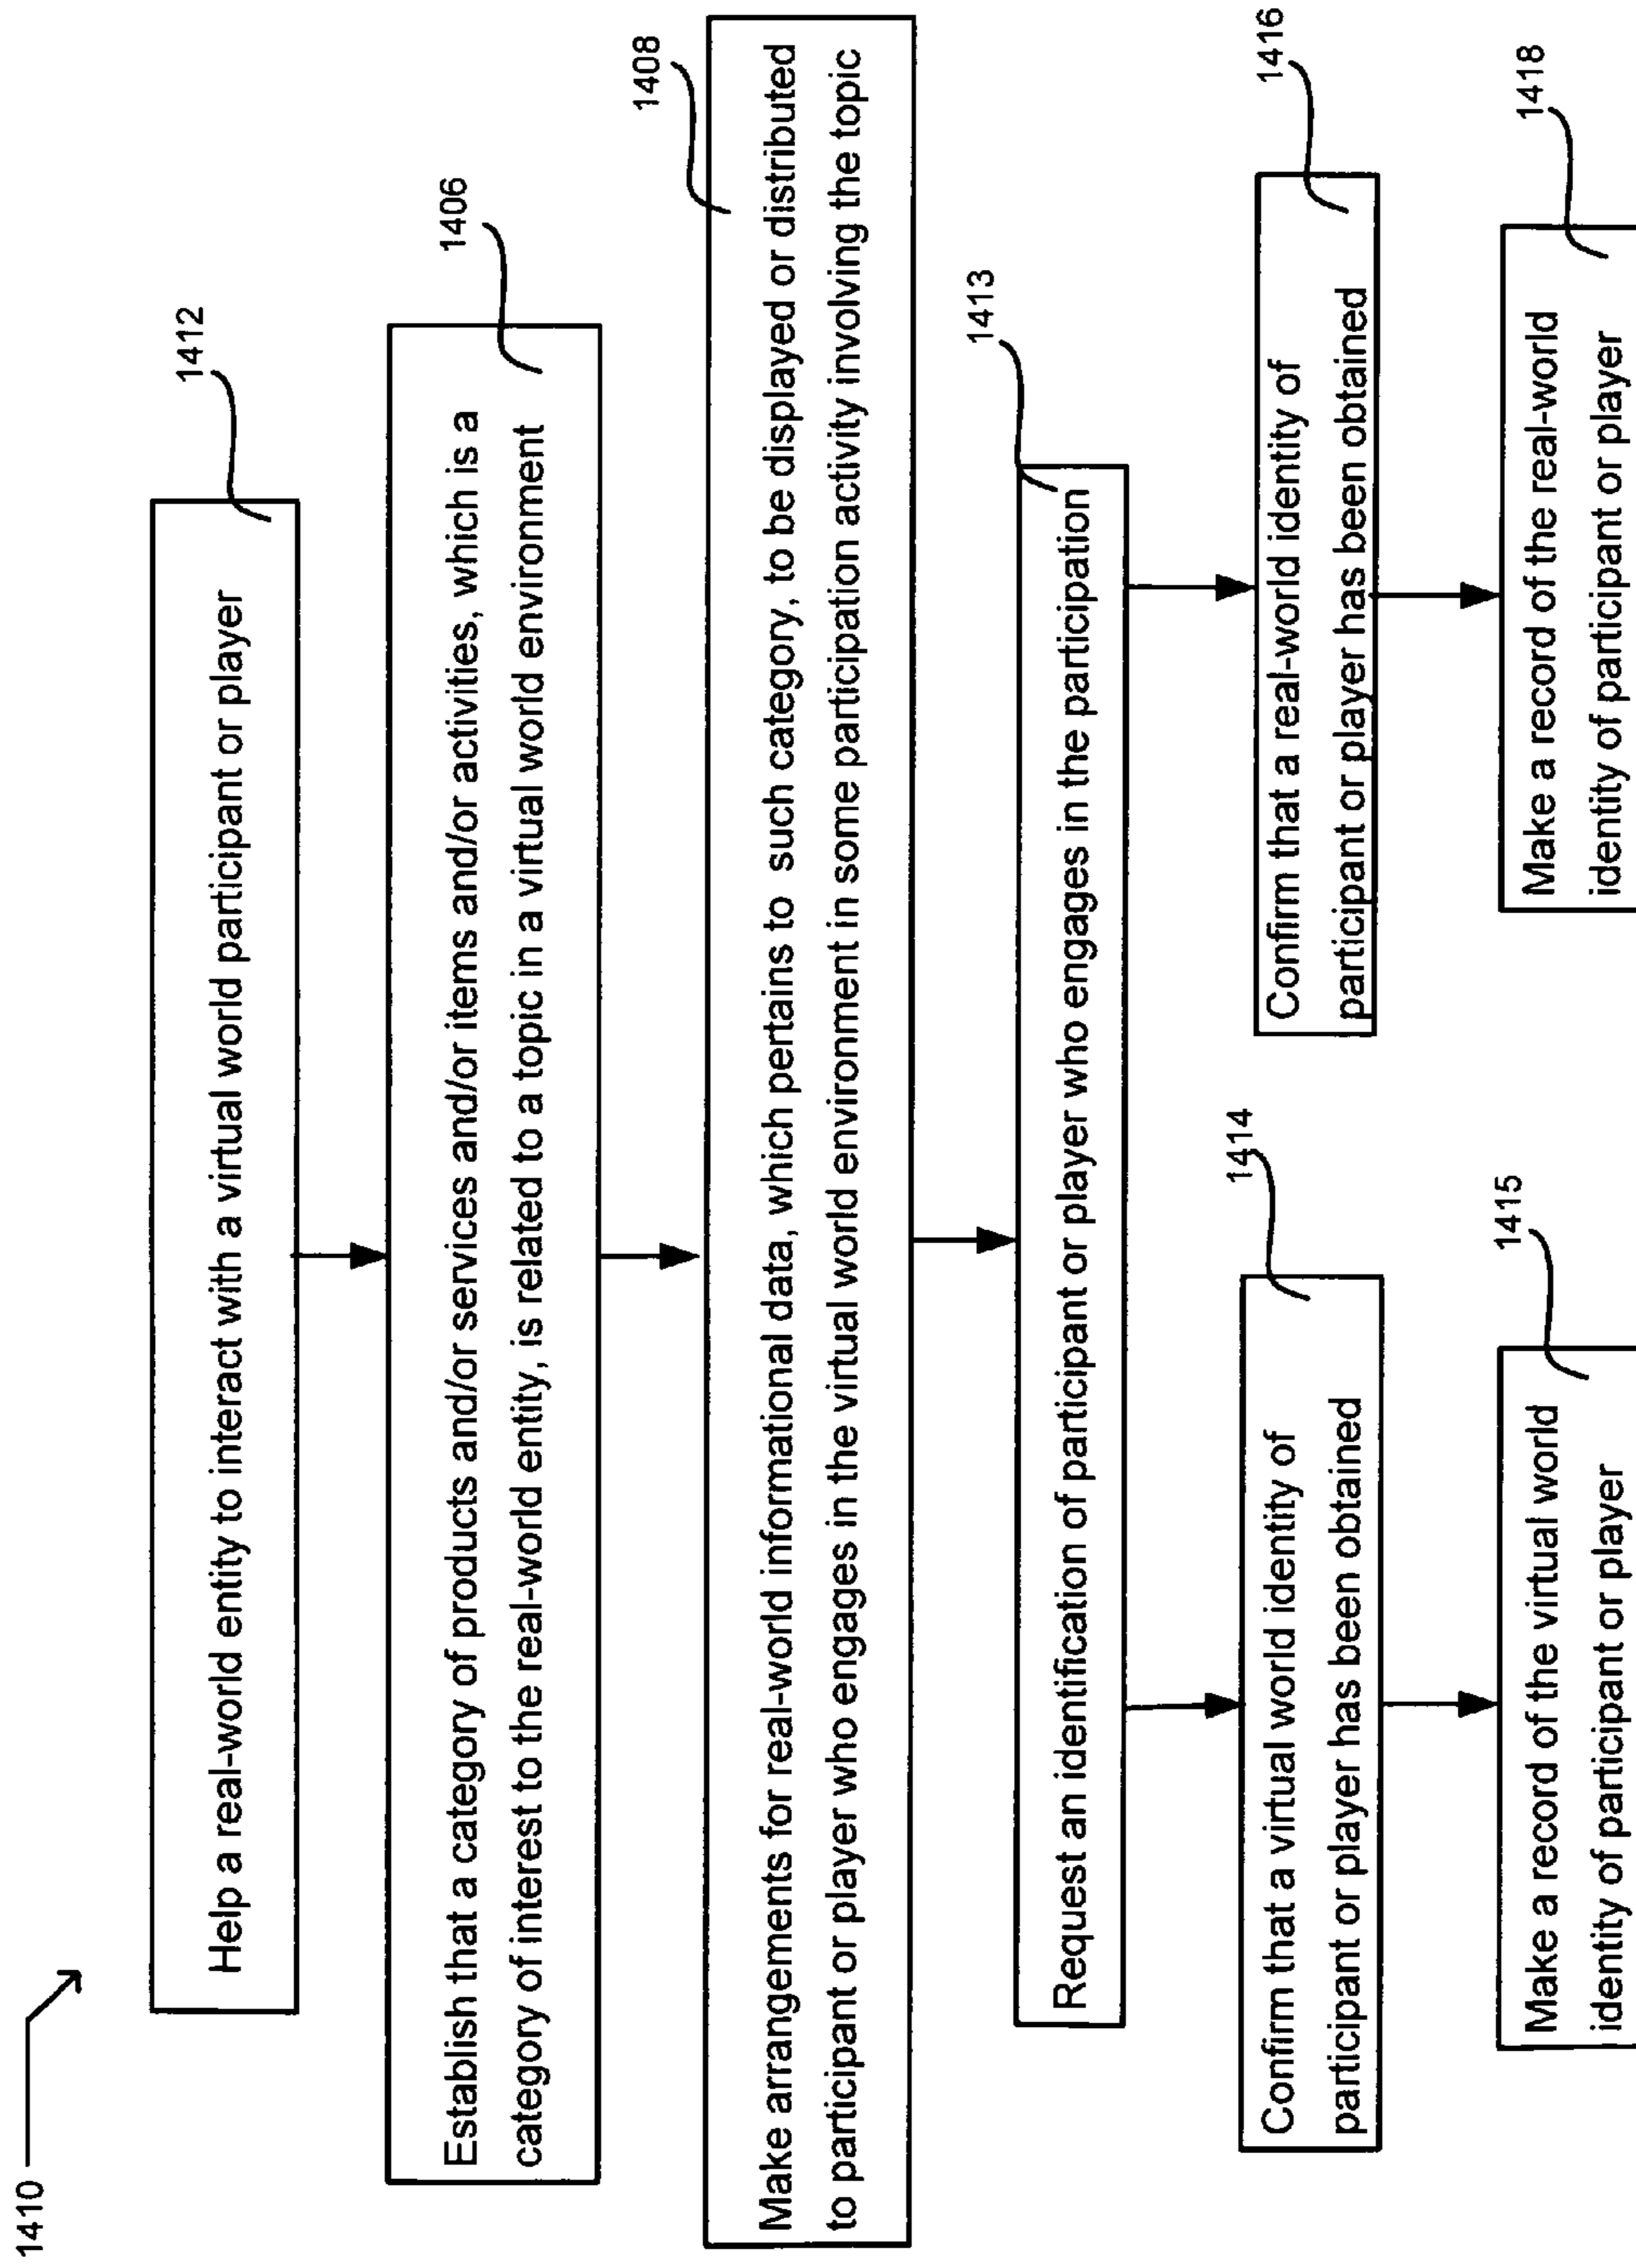 1410
1412
Help a real-world entity to interact with a virtual world participant or player
1406
Establish that a category of products and/or services and/or items and/or activities, which is a
category of interest to the real-world entity, is related to a topic in a virtual world environment
1408
Make arrangements for real-world informational data, which pertains to such category, to be displayed or distributed
to participant or player who engages in the virtual world environment in some participation activity involving the topic
1413
Request an identification of participant or player who engages in the participation
1414
Confirm that a virtual world identity of
participant or player has been obtained
1416
Confirm that a real-world identity of
participant or player has been obtained
1415
Make a record of the virtual world
identity of participant or player
1418
Make a record of the real-world
identity of participant or player